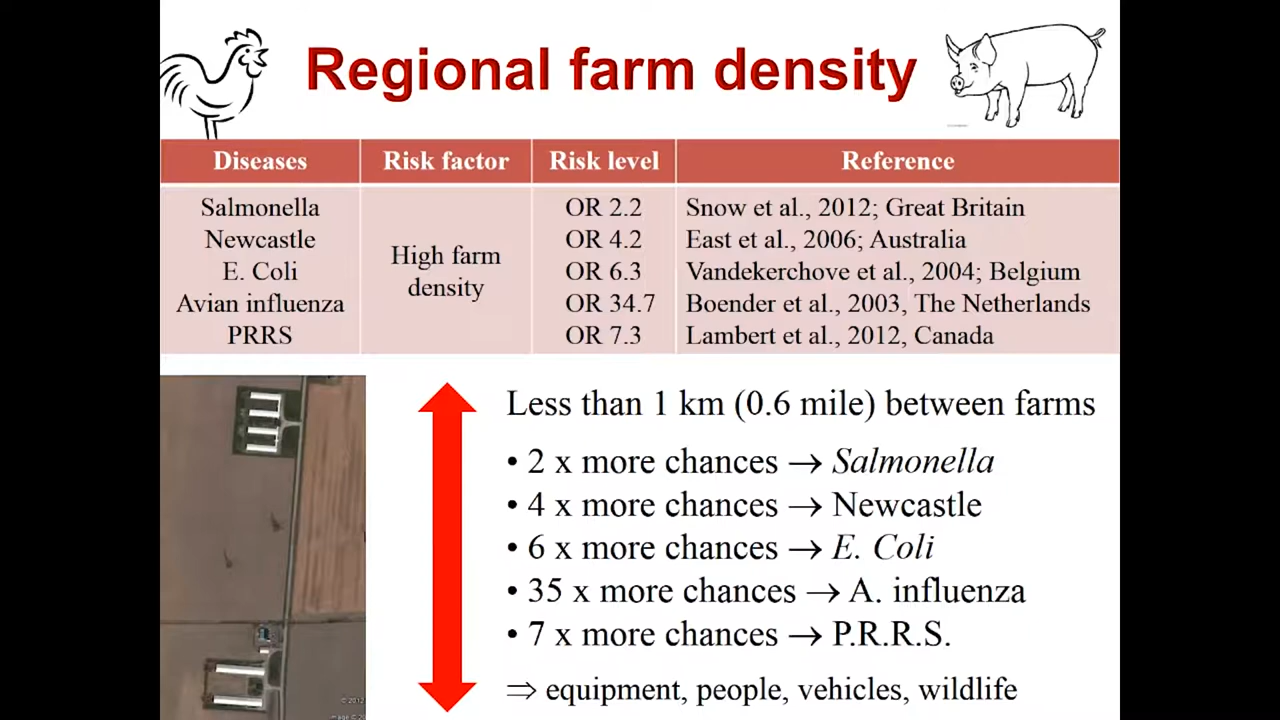 Regional farm density
Diseases Risk factor Risk level Reference
Salmonella OR 2.2 Snow et al., 2012; Great Britain
Newcastle OR 4.2 East et al., 2006; Australia
High farm density
E. Coli OR 6.3 Vandekerchove et al., 2004; Belgium
Avian influenza OR 34.7 Boender et al., 2003, The Netherlands
PRRS OR 7.3 Lambert et al., 2012, Canada
Less than 1 km (0.6 mile) between farms
• 2 x more chances → Salmonella
• 4 x more chances → Newcastle
• 6 x more chances → E. Coli
• 35 x more chances → A. influenza
• 7 x more chances → P.R.R.S.
⇒ equipment, people, vehicles, wildlife
© 2012